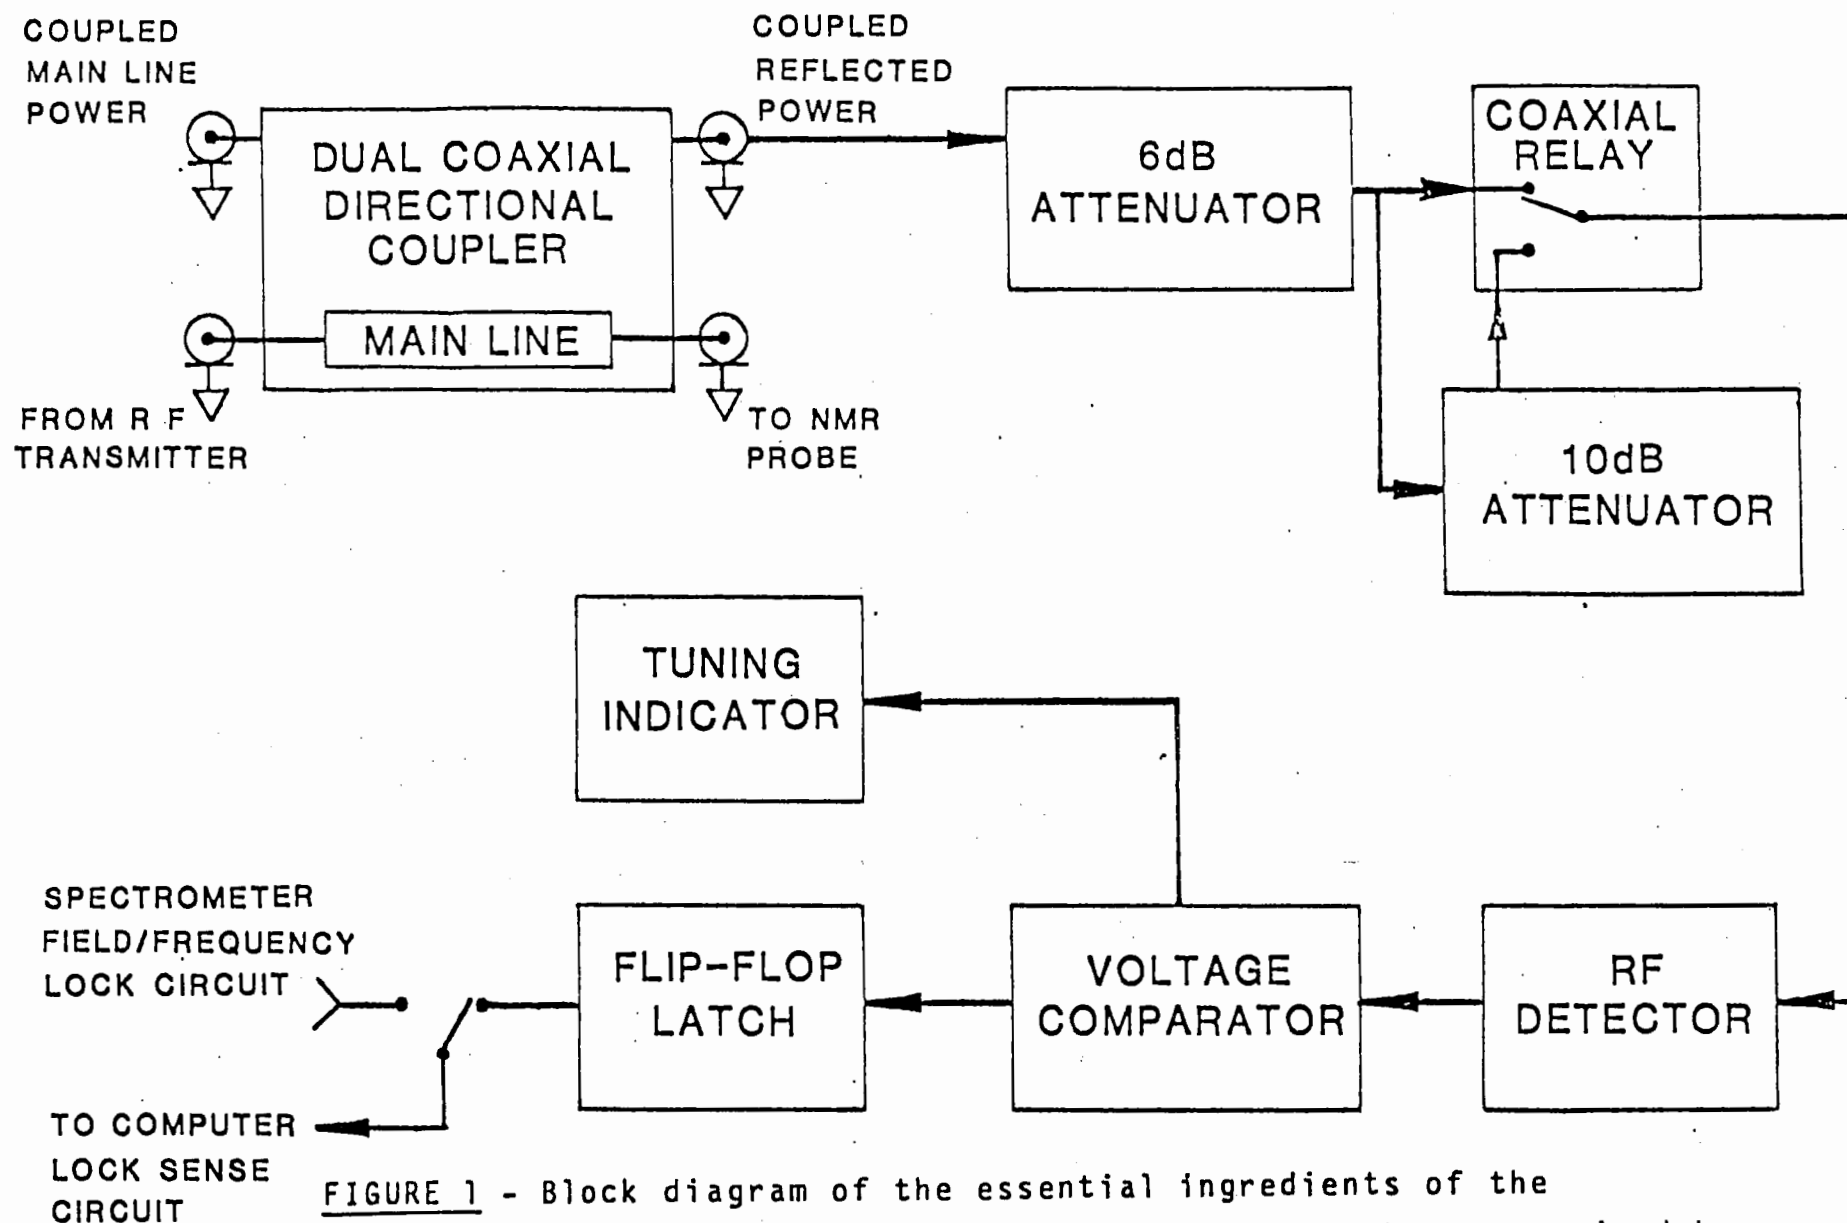 COUPLED
MAIN LINE
POWER
COUPLED
REFLECTED
POWER
DUAL COAXIAL
DIRECTIONAL
COUPLER
6dB
ATTENUATOR
COAXIAL
RELAY
MAIN LINE
FROM R F
TRANSMITTER
TO NMR
PROBE
10dB
ATTENUATOR
TUNING
INDICATOR
SPECTROMETER
FIELD/FREQUENCY
LOCK CIRCUIT
FLIP-FLOP
LATCH
VOLTAGE
COMPARATOR
RF
DETECTOR
TO COMPUTER
LOCK SENSE
CIRCUIT
FIGURE 1 - Block diagram of the essential ingredients of the